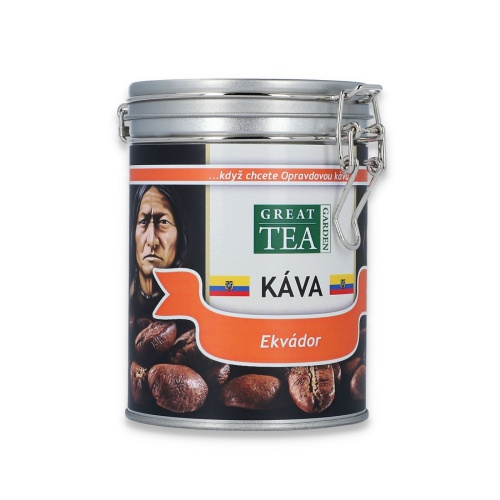 ...když chcete Opravdovou kávu
GREAT
TEA
GARDEN
KÁVA
Ekvádor